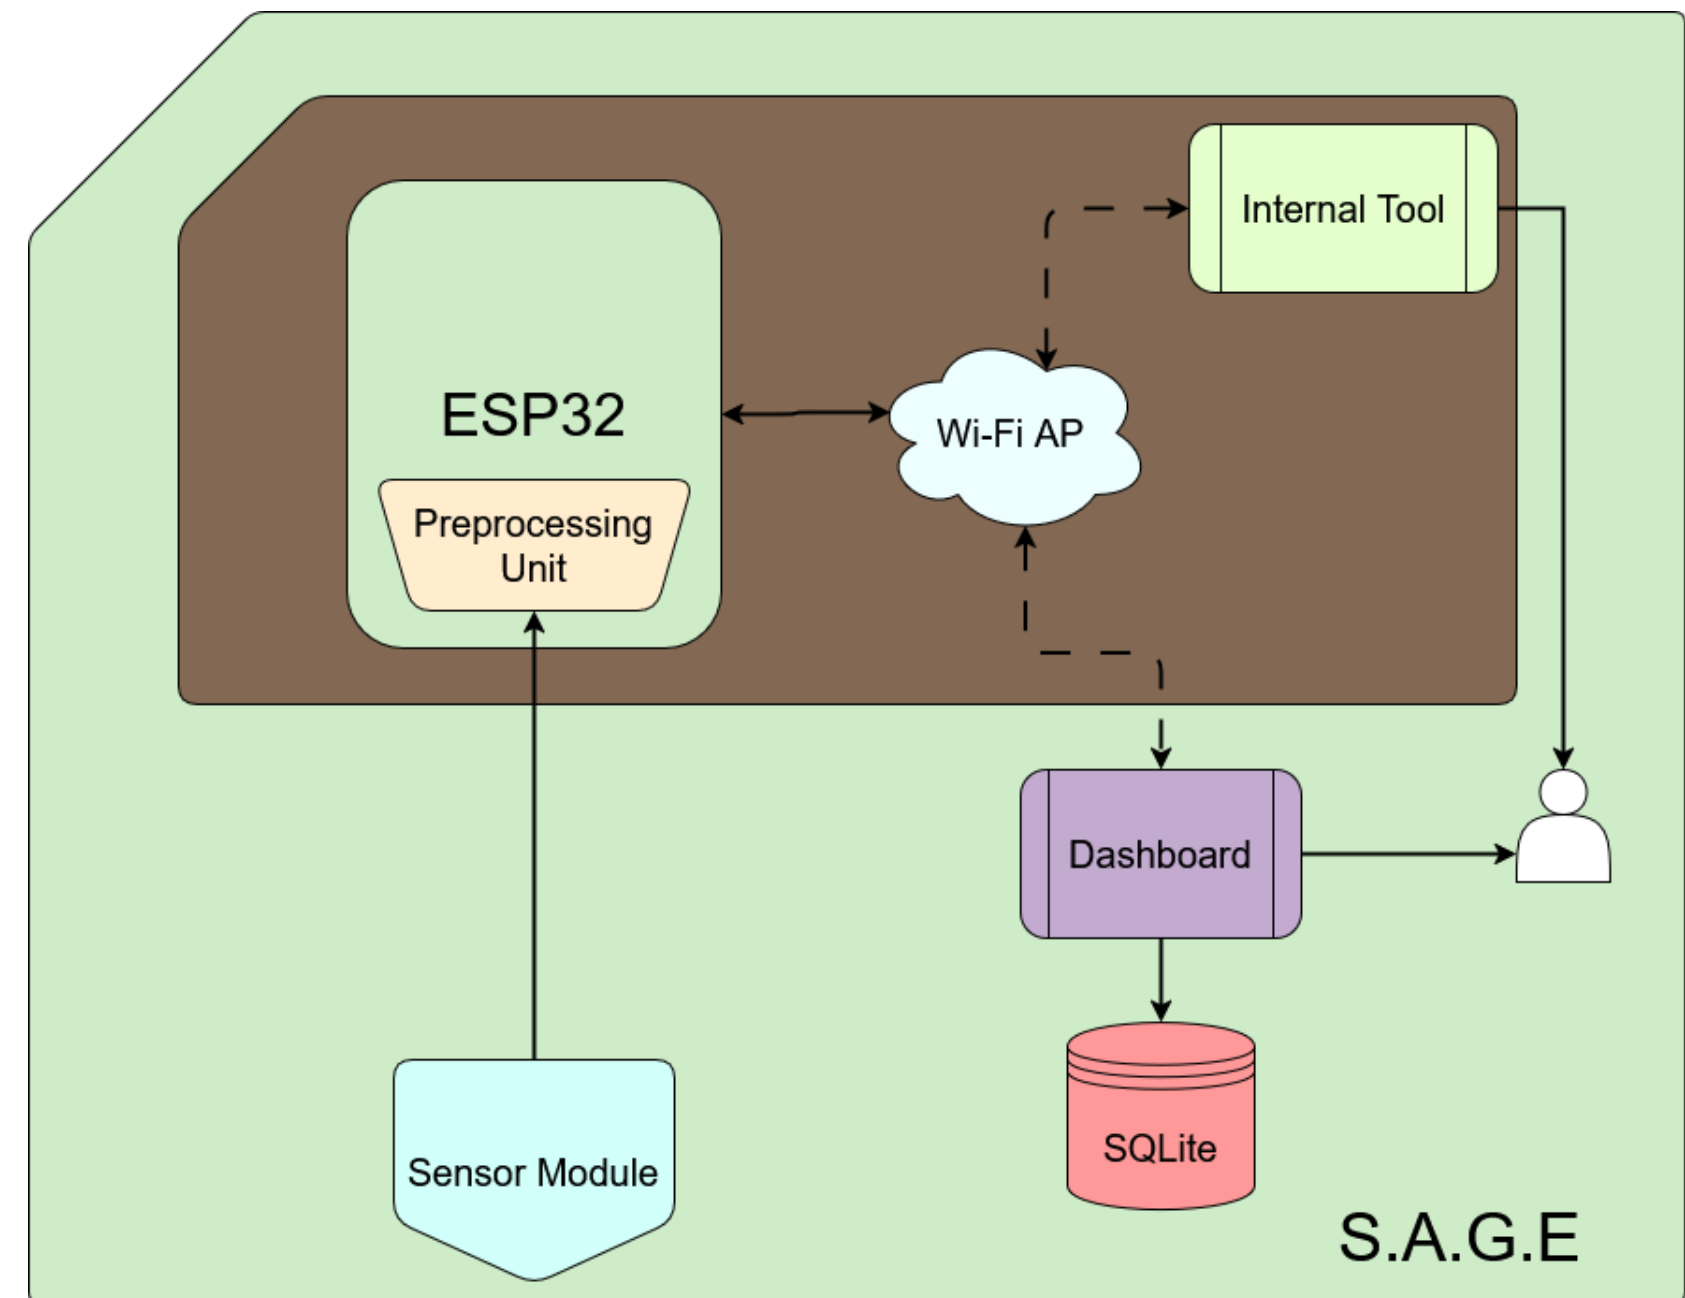 Internal Tool
ESP32
Wi-Fi AP
Preprocessing
Unit
Dashboard
SQLite
Sensor Module
S.A.G.E